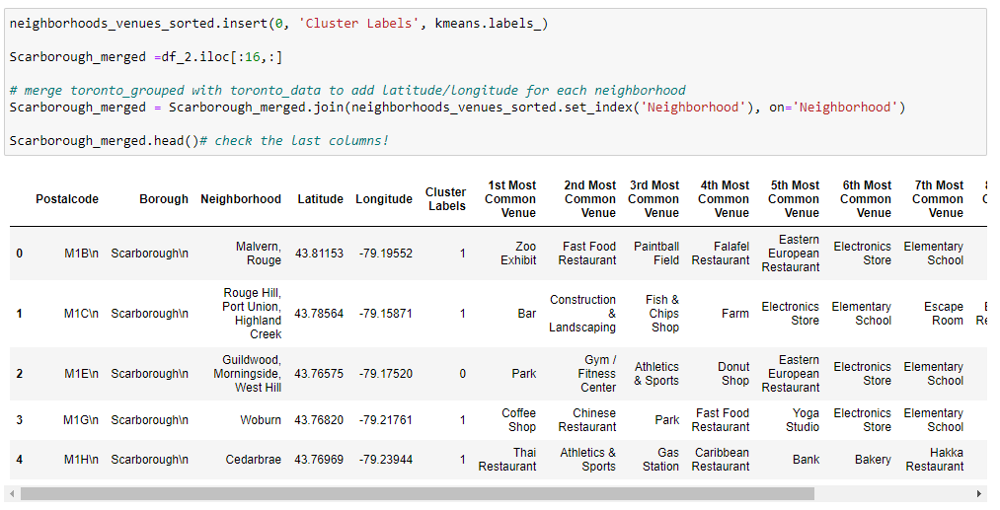 neighborhoods_venues_sorted.insert(0, 'Cluster Labels', kmeans.labels_)
Scarborough_merged =df_2.iloc[:16,:]
# merge toronto_grouped with toronto_data to add latitude/longitude for each neighborhood
Scarborough_merged = Scarborough_merged.join(neighborhoods_venues_sorted.set_index('Neighborhood'), on='Neighborhood')
Scarborough_merged.head()# check the last columns!
Postalcode Borough Neighborhood Latitude Longitude Cluster Labels 1st Most Common Venue 2nd Most Common Venue 3rd Most Common Venue 4th Most Common Venue 5th Most Common Venue 6th Most Common Venue 7th Most Common Venue
0 M1B\n Scarborough\n Malvern, Rouge 43.81153 -79.19552 1 Zoo Exhibit Fast Food Restaurant Paintball Field Falafel Restaurant Eastern European Restaurant Electronics Store Elementary School
1 M1C\n Scarborough\n Rouge Hill, Port Union, Highland Creek 43.78564 -79.15871 1 Bar Construction & Landscaping Fish & Chips Shop Farm Electronics Store Elementary School Escape Room
2 M1E\n Scarborough\n Guildwood, Morningside, West Hill 43.76575 -79.17520 0 Park Gym / Fitness Center Athletics & Sports Donut Shop Eastern European Restaurant Electronics Store Elementary School
3 M1G\n Scarborough\n Woburn 43.76820 -79.21761 1 Coffee Shop Chinese Restaurant Park Fast Food Restaurant Yoga Studio Electronics Store Elementary School
4 M1H\n Scarborough\n Cedarbrae 43.76969 -79.23944 1 Thai Restaurant Athletics & Sports Gas Station Caribbean Restaurant Bank Bakery Hakka Restaurant